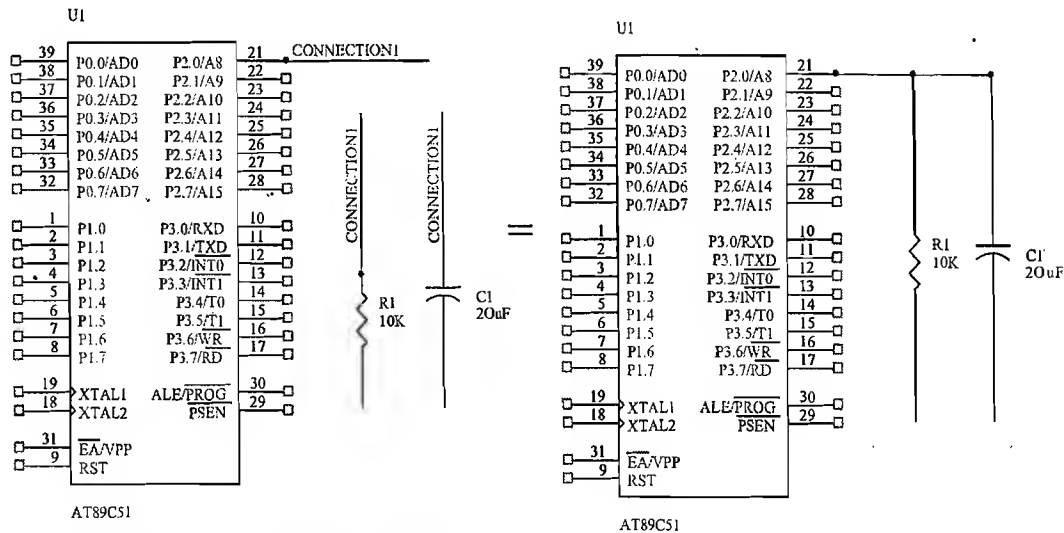 U1
39 P0.0/AD0 P2.0/A8 21 CONNECTION1
38 P0.1/AD1 P2.1/A9 22
37 P0.2/AD2 P2.2/A10 23
36 P0.3/AD3 P2.3/A11 24
35 P0.4/AD4 P2.4/A12 25
34 P0.5/AD5 P2.5/A13 26
33 P0.6/AD6 P2.6/A14 27
32 P0.7/AD7 P2.7/A15 28
1 P1.0 P3.0/RXD 10
2 P1.1 P3.1/TXD 11
3 P1.2 P3.2/INT0 12
4 P1.3 P3.3/INT1 13
5 P1.4 P3.4/T0 14
6 P1.5 P3.5/T1 15
7 P1.6 P3.6/WR 16
8 P1.7 P3.7/RD 17
19 XTAL1 ALE/PROG 30
18 XTAL2 PSEN 29
31 EA/VPP
9 RST
AT89C51
CONNECTION1
CONNECTION1
R1
10K
C1
20uF
=
U1
39 P0.0/AD0 P2.0/A8 21
38 P0.1/AD1 P2.1/A9 22
37 P0.2/AD2 P2.2/A10 23
36 P0.3/AD3 P2.3/A11 24
35 P0.4/AD4 P2.4/A12 25
34 P0.5/AD5 P2.5/A13 26
33 P0.6/AD6 P2.6/A14 27
32 P0.7/AD7 P2.7/A15 28
1 P1.0 P3.0/RXD 10
2 P1.1 P3.1/TXD 11
3 P1.2 P3.2/INT0 12
4 P1.3 P3.3/INT1 13
5 P1.4 P3.4/T0 14
6 P1.5 P3.5/T1 15
7 P1.6 P3.6/WR 16
8 P1.7 P3.7/RD 17
19 XTAL1 ALE/PROG 30
18 XTAL2 PSEN 29
31 EA/VPP
9 RST
AT89C51
R1
10K
C1
20uF